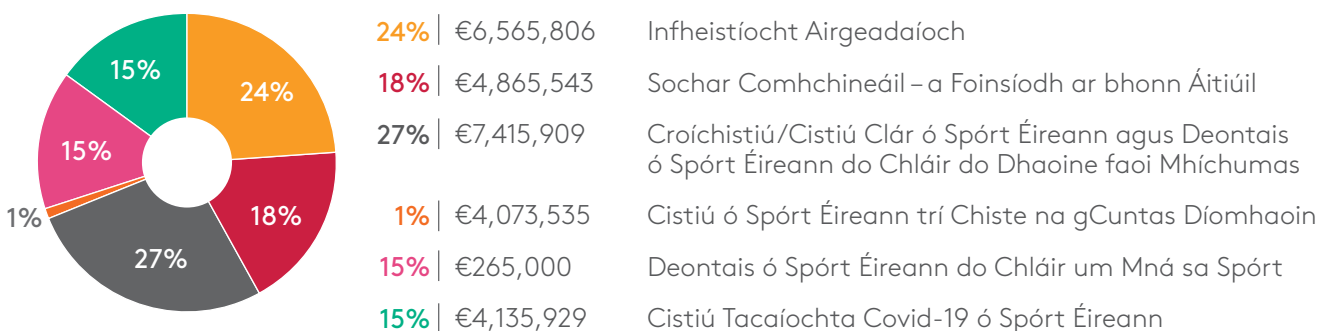 15%
24%
15%
1%
18%
27%
24% €6,565,806 Infheistíocht Airgeadaíoch
18% €4,865,543 Sochar Comhchineáil – a Foinsíodh ar bhonn Áitiúil
27% €7,415,909 Croíchistiú/Cistiú Clár ó Spórt Éireann agus Deontais
ó Spórt Éireann do Chláir do Dhaoine faoi Mhíchumas
1% €4,073,535 Cistiú ó Spórt Éireann trí Chiste na gCuntas Díomhaoin
15% €265,000 Deontais ó Spórt Éireann do Chláir um Mná sa Spórt
15% €4,135,929 Cistiú Tacaíochta Covid-19 ó Spórt Éireann